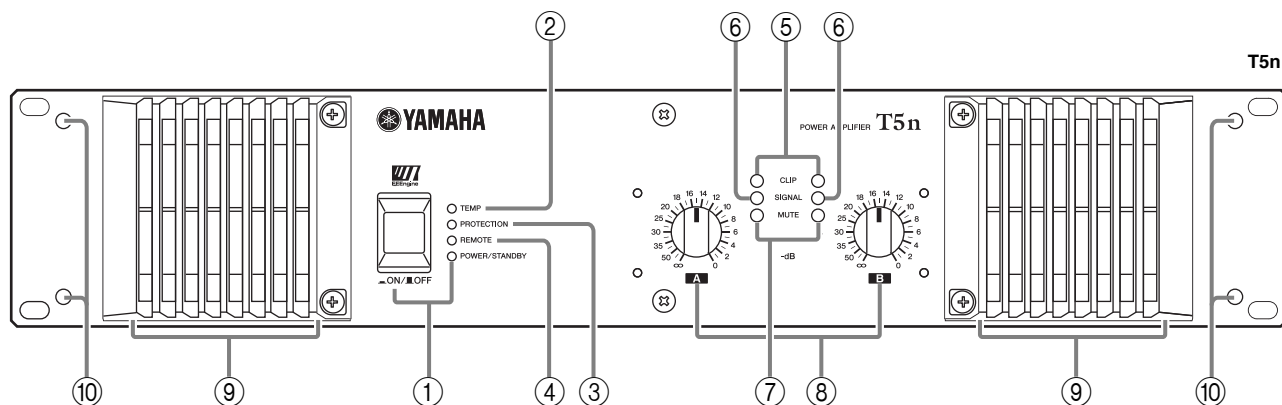 ② ⑥ ⑤ ⑥
T5n
YAMAHA
POWER AMPLIFIER T5n
EEEngine
TEMP
PROTECTION
REMOTE
POWER/STANDBY
ON/OFF
CLIP
SIGNAL
MUTE
-dB
∞ 50 35 30 25 20 18 16 14 12 10 8 6 4 2 0
A
∞ 50 35 30 25 20 18 16 14 12 10 8 6 4 2 0
B
⑩ ⑨ ① ④ ③ ⑦ ⑧ ⑨ ⑩